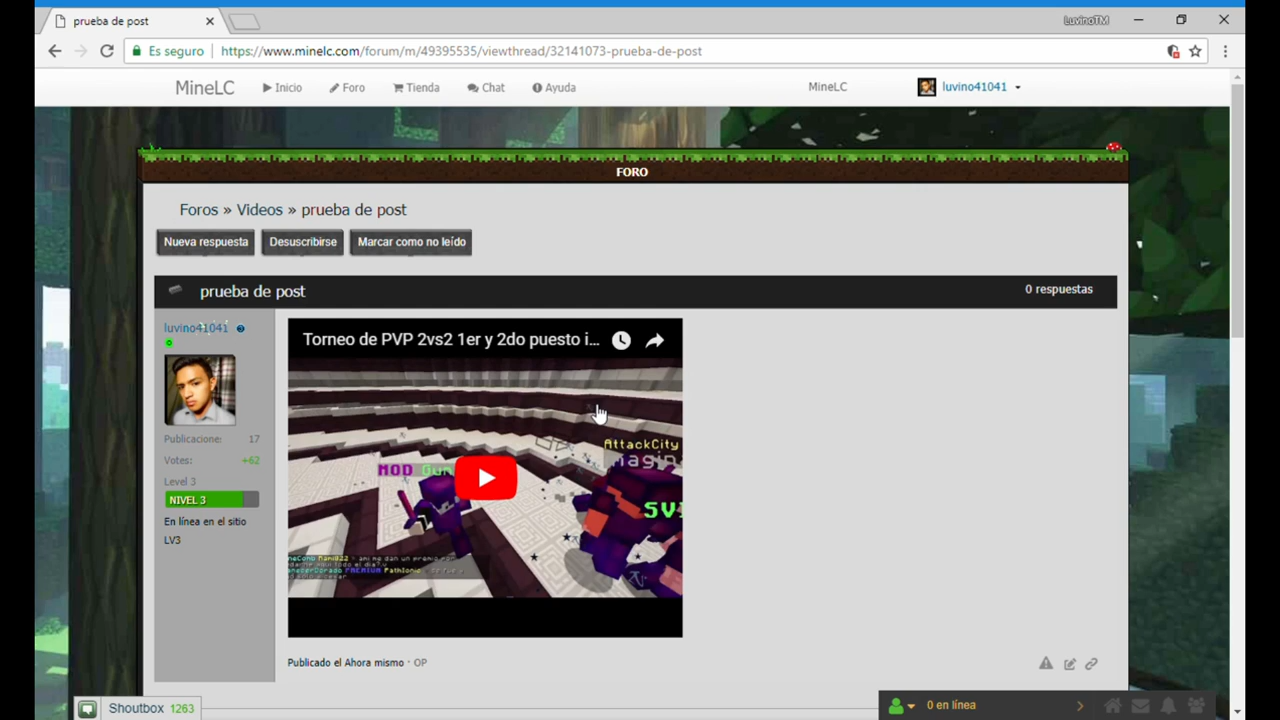 prueba de post
LuvinoTM
Es seguro
https://www.minelc.com/forum/m/49395535/viewthread/32141073-prueba-de-post
MineLC
Inicio
Foro
Tienda
Chat
Ayuda
MineLC
luvino41041
FORO
Foros » Videos » prueba de post
Nueva respuesta
Desuscribirse
Marcar como no leído
prueba de post
0 respuestas
luvino41041
Publicacione: 17
Votes: +62
Level 3
NIVEL 3
En línea en el sitio
LV3
Torneo de PVP 2vs2 1er y 2do puesto i...
AttackCity
MOD Gun
magin
SV
Publicado el Ahora mismo · OP
Shoutbox 1263
0 en línea